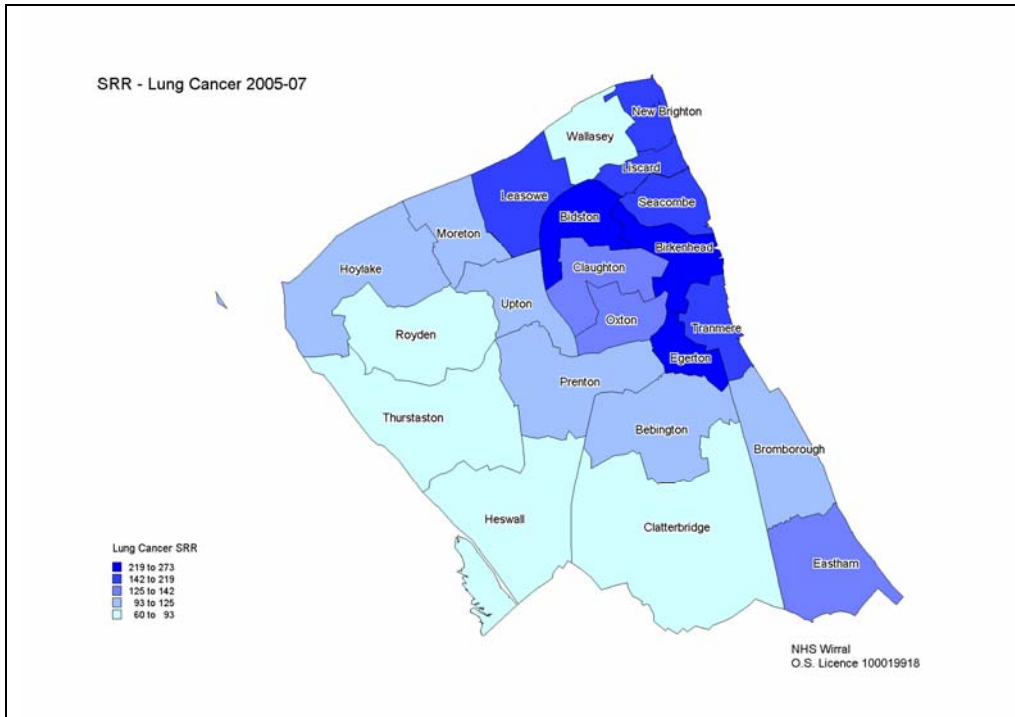 SRR - Lung Cancer 2005-07
New Brighton
Wallasey
Liscard
Leasowe
Seacombe
Bidston
Moreton
Birkenhead
Hoylake
Claughton
Upton
Royden
Oxton
Tranmere
Egerton
Prenton
Thurstaston
Bebington
Bromborough
Heswall
Clatterbridge
Eastham
Lung Cancer SRR
219 to 273
142 to 219
125 to 142
93 to 125
60 to 93
NHS Wirral
O.S. Licence 100019918